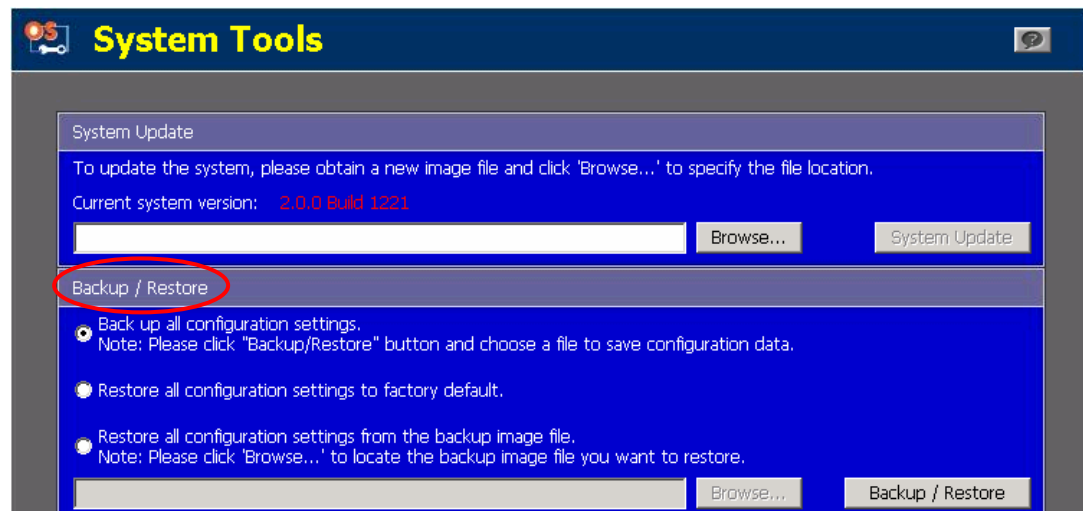 OS
System Tools
?
System Update
To update the system, please obtain a new image file and click 'Browse...' to specify the file location.
Current system version: 2.0.0 Build 1221
Browse... System Update
Backup / Restore
Back up all configuration settings.
Note: Please click "Backup/Restore" button and choose a file to save configuration data.
Restore all configuration settings to factory default.
Restore all configuration settings from the backup image file.
Note: Please click 'Browse...' to locate the backup image file you want to restore.
Browse... Backup / Restore